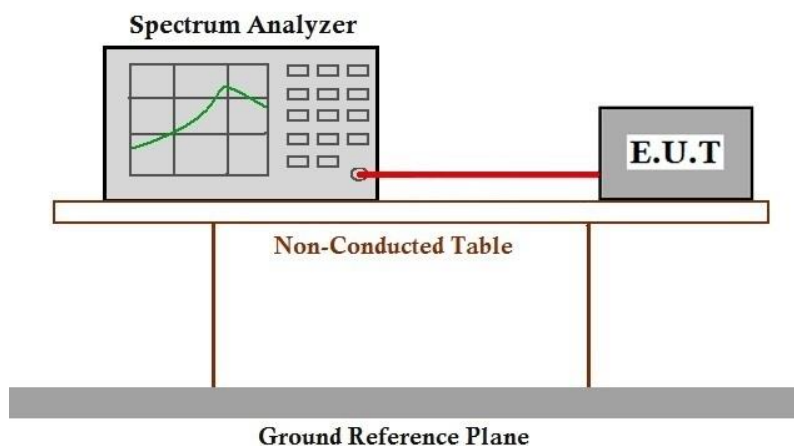 Spectrum Analyzer
E.U.T
Non-Conducted Table
Ground Reference Plane